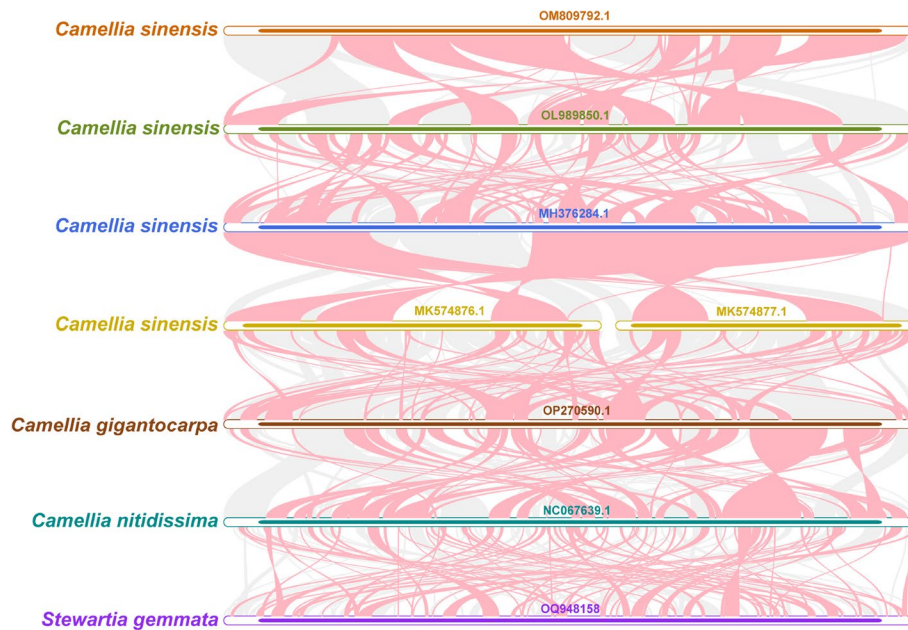 OM809792.1
Camellia sinensis
OL989850.1
Camellia sinensis
MH376284.1
Camellia sinensis
MK574876.1 MK574877.1
Camellia sinensis
OP270590.1
Camellia gigantocarpa
NC067639.1
Camellia nitidissima
OQ948158
Stewartia gemmata